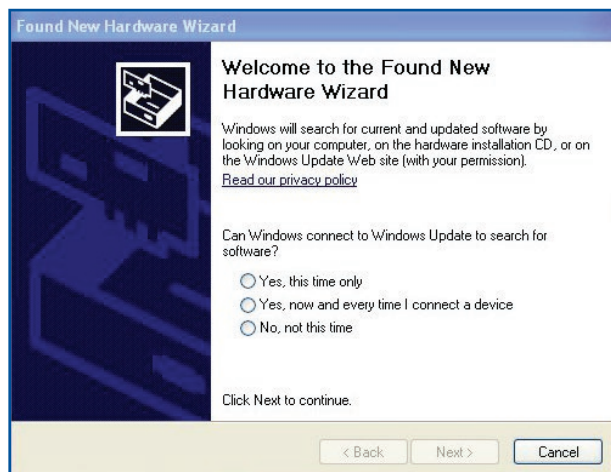 Found New Hardware Wizard
Welcome to the Found New
Hardware Wizard
Windows will search for current and updated software by
looking on your computer, on the hardware installation CD, or on
the Windows Update Web site (with your permission).
Read our privacy policy
Can Windows connect to Windows Update to search for
software?
Yes, this time only
Yes, now and every time I connect a device
No, not this time
Click Next to continue.
< Back
Next >
Cancel